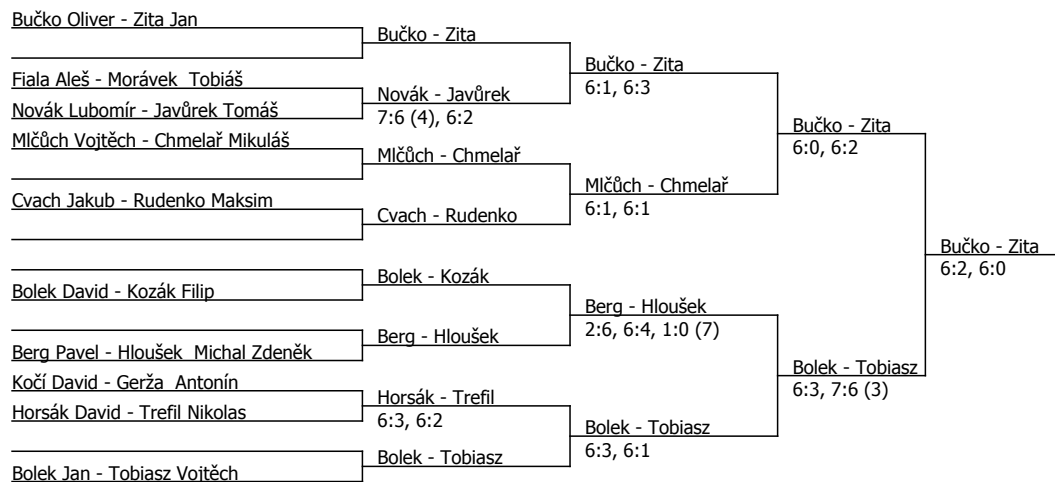 Bučko Oliver - Zita Jan
Bučko - Zita
Bučko - Zita
6:1, 6:3
Fiala Aleš - Morávek  Tobiáš
Novák - Javůrek
7:6 (4), 6:2
Novák Lubomír - Javůrek Tomáš
Bučko - Zita
6:0, 6:2
Mlčůch Vojtěch - Chmelař Mikuláš
Mlčůch - Chmelař
Mlčůch - Chmelař
6:1, 6:1
Cvach Jakub - Rudenko Maksim
Cvach - Rudenko
Bučko - Zita
6:2, 6:0
Bolek - Kozák
Bolek David - Kozák Filip
Berg - Hloušek
2:6, 6:4, 1:0 (7)
Berg - Hloušek
Berg Pavel - Hloušek  Michal Zdeněk
Bolek - Tobiasz
6:3, 7:6 (3)
Kočí David - Gerža  Antonín
Horsák - Trefil
6:3, 6:2
Horsák David - Trefil Nikolas
Bolek - Tobiasz
6:3, 6:1
Bolek - Tobiasz
Bolek Jan - Tobiasz Vojtěch